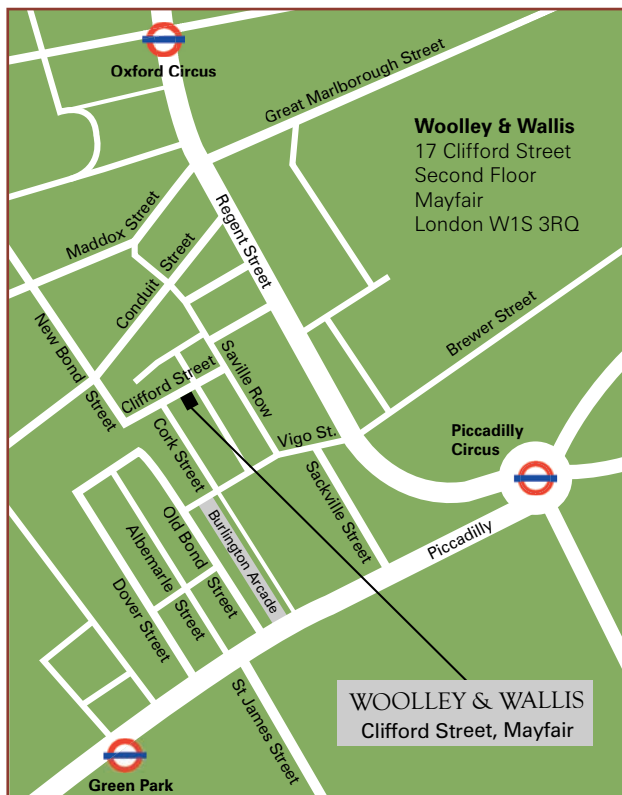 Oxford Circus
Great Marlborough Street
Woolley & Wallis
17 Clifford Street
Second Floor
Mayfair
London W1S 3RQ
Maddox Street
Regent Street
Conduit Street
New Bond Street
Brewer Street
Clifford Street
Saville Row
Cork Street
Vigo St.
Piccadilly
Circus
Sackville Street
Piccadilly
Old Bond Street
Burlington Arcade
Albemarle Street
Dover Street
St James Street
WOOLLEY & WALLIS
Clifford Street, Mayfair
Green Park